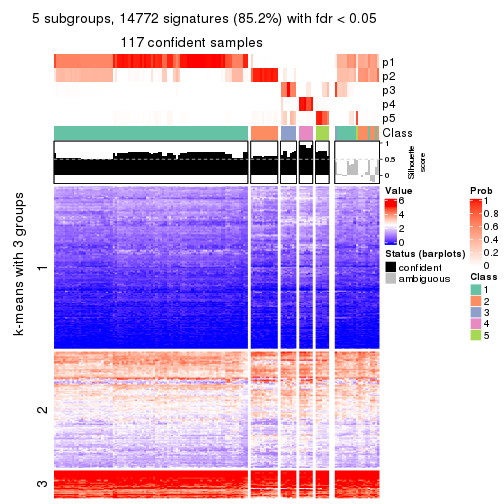 5 subgroups, 14772 signatures (85.2%) with fdr < 0.05
117 confident samples
p1
p2
p3
p4
p5
Class
1
0.5
0
Silhouette
score
k-means with 3 groups
1
2
3
Value
6
4
2
0
Status (barplots)
confident
ambiguous
Prob
1
0.8
0.6
0.4
0.2
0
Class
1
2
3
4
5